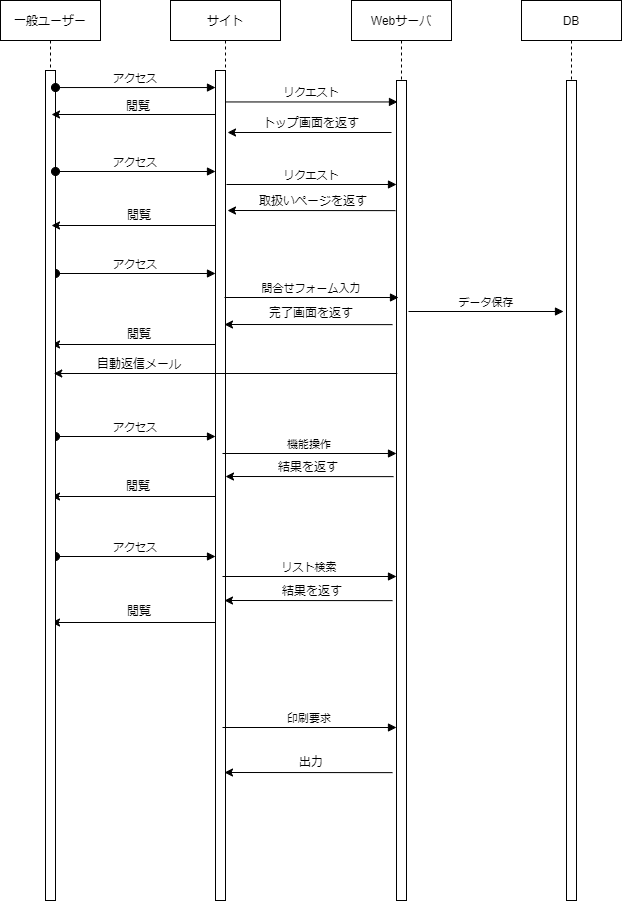 一般ユーザー
サイト
Webサーバ
DB
アクセス
リクエスト
閲覧
トップ画面を返す
アクセス
リクエスト
取扱いページを返す
閲覧
アクセス
問合せフォーム入力
データ保存
完了画面を返す
閲覧
自動返信メール
アクセス
機能操作
結果を返す
閲覧
アクセス
リスト検索
結果を返す
閲覧
印刷要求
出力